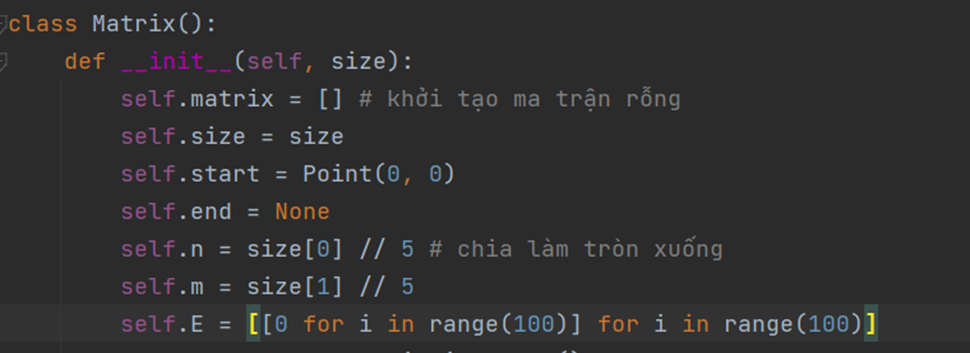 class Matrix():
def __init__(self, size):
self.matrix = [] # khởi tạo ma trận rỗng
self.size = size
self.start = Point(0, 0)
self.end = None
self.n = size[0] // 5 # chia làm tròn xuống
self.m = size[1] // 5
self.E = [[0 for i in range(100)] for i in range(100)]